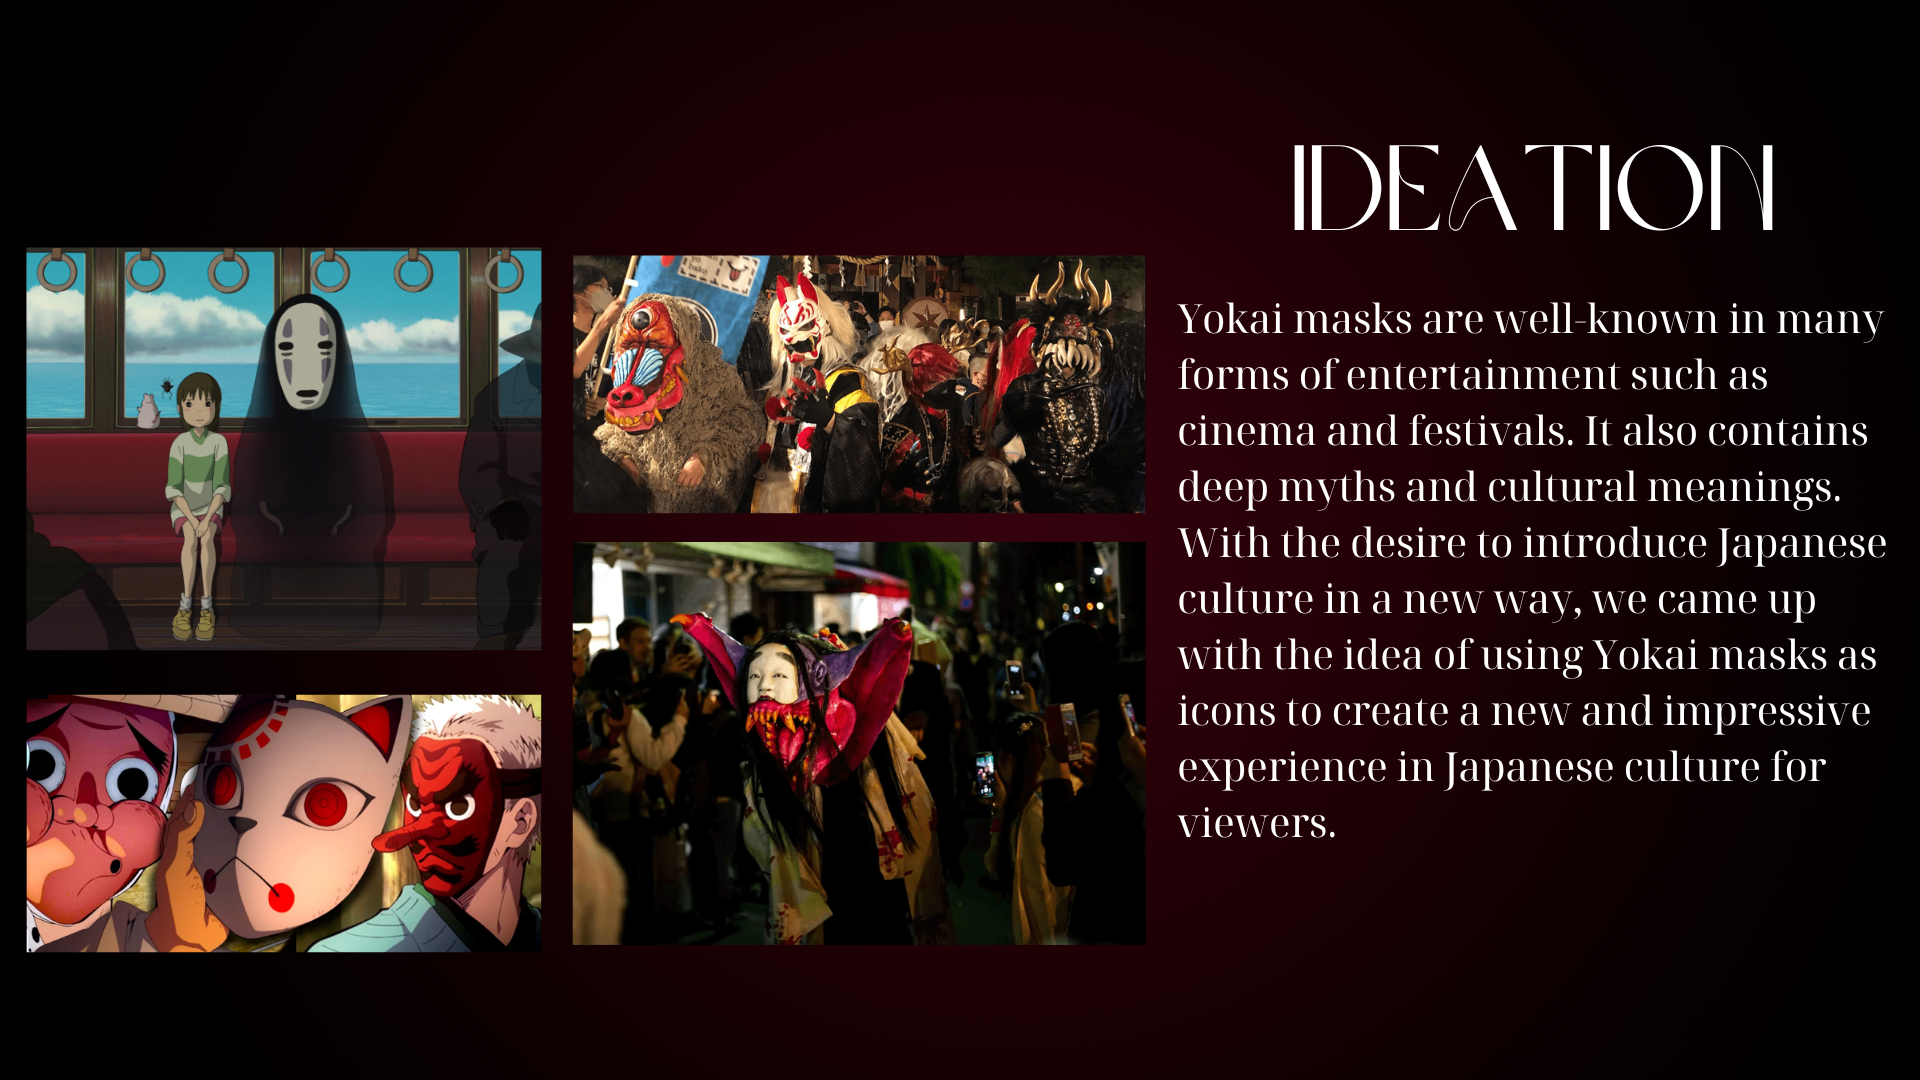 IDEATION
Yokai masks are well-known in many
forms of entertainment such as
cinema and festivals. It also contains
deep myths and cultural meanings.
With the desire to introduce Japanese
culture in a new way, we came up
with the idea of using Yokai masks as
icons to create a new and impressive
experience in Japanese culture for
viewers.